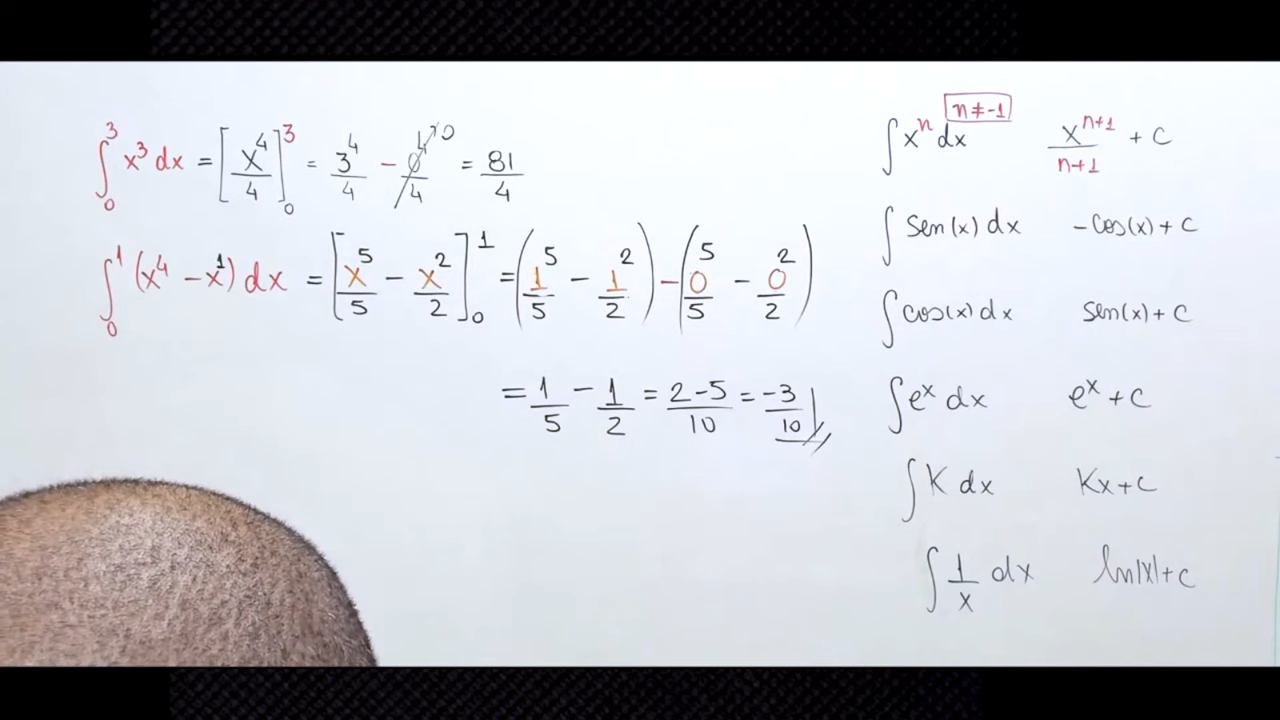 ∫₀³ x³ dx = [x⁴/4]₀³ = 3⁴/4 − 0⁴/4 ↗0 = 81/4
∫₀¹ (x⁴ − x¹) dx = [x⁵/5 − x²/2]₀¹ = (1⁵/5 − 1²/2) − (0⁵/5 − 0²/2)
= 1/5 − 1/2 = 2−5/10 = −3/10
n ≠ −1
∫ xⁿ dx xⁿ⁺¹/n+1 + C
∫ sen(x) dx −cos(x) + C
∫ cos(x) dx sen(x) + C
∫ eˣ dx eˣ + C
∫ K dx Kx + C
∫ 1/x dx ln|x| + C